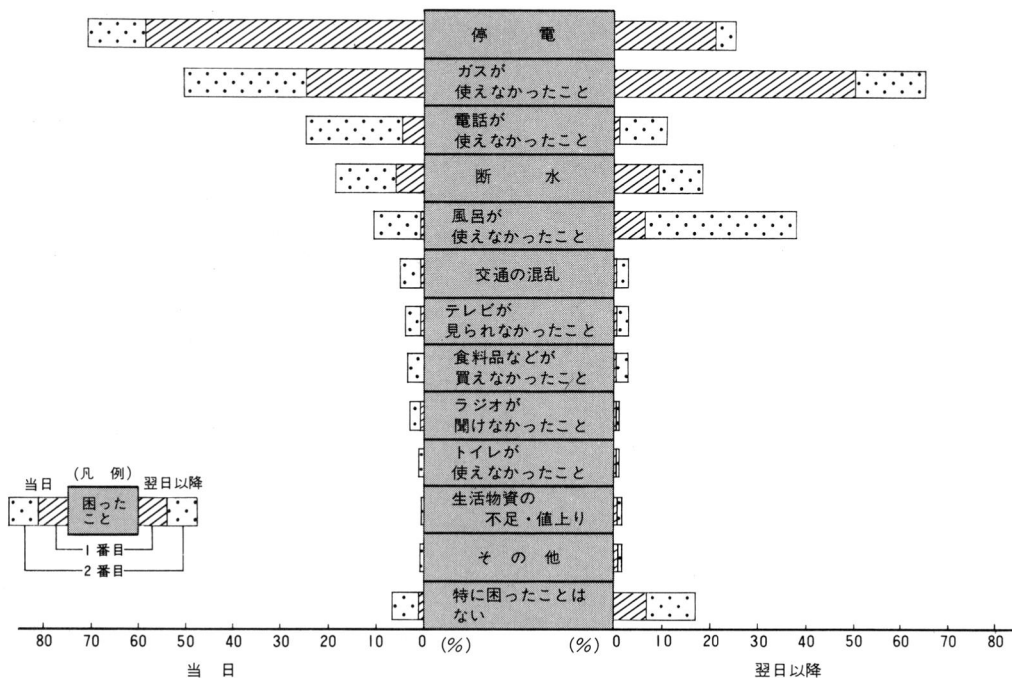 停電
ガスが
使えなかったこと
電話が
使えなかったこと
断水
風呂が
使えなかったこと
交通の混乱
テレビが
見られなかったこと
食料品などが
買えなかったこと
ラジオが
聞けなかったこと
トイレが
使えなかったこと
生活物資の
不足・値上り
その他
特に困ったことは
ない
(凡例)
当日
翌日以降
困った
こと
1番目
2番目
80 70 60 50 40 30 20 10 0 (%) (%) 0 10 20 30 40 50 60 70 80
当日
翌日以降